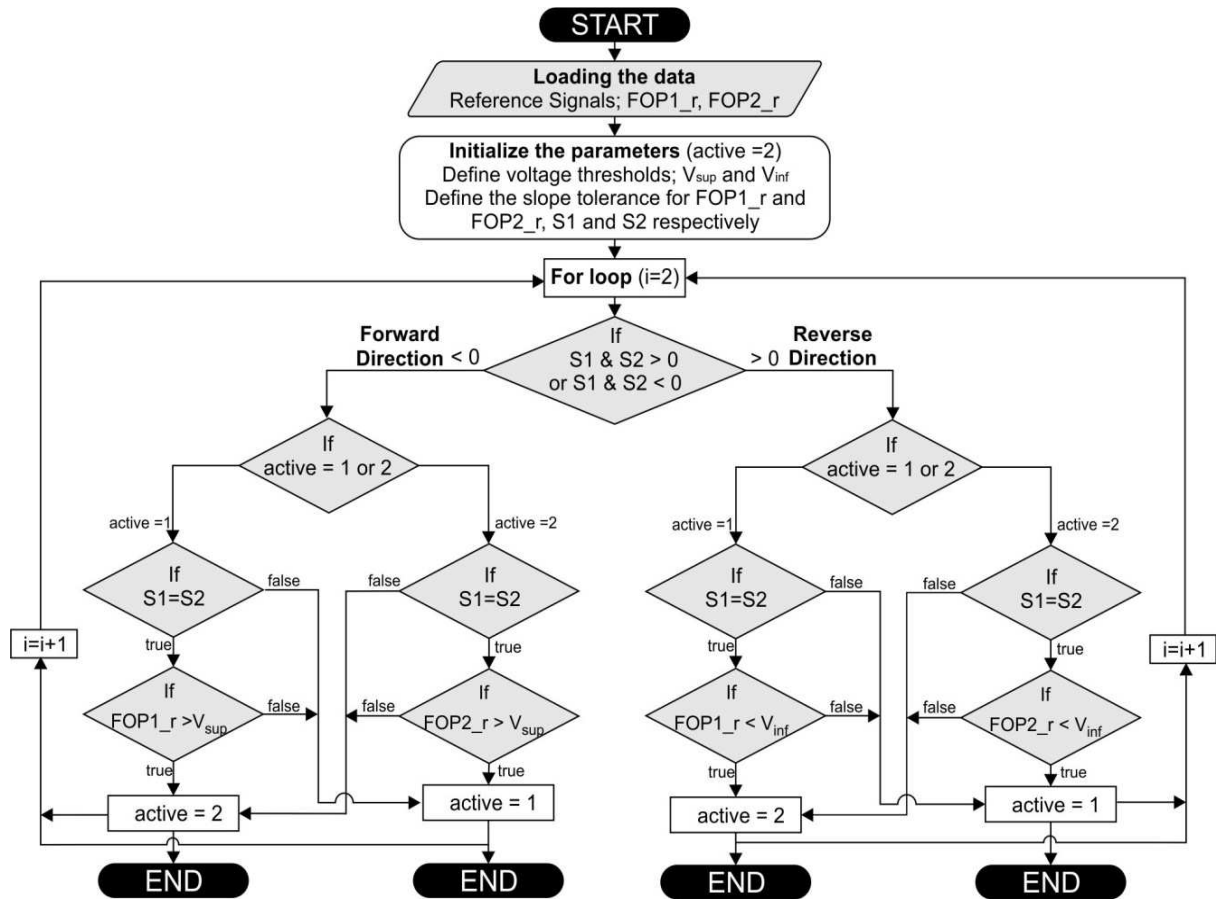 START
Loading the data
Reference Signals; FOP1_r, FOP2_r
Initialize the parameters (active =2)
Define voltage thresholds; Vsup and Vinf
Define the slope tolerance for FOP1_r and
FOP2_r, S1 and S2 respectively
For loop (i=2)
Forward
Direction < 0
If
S1 & S2 > 0
or S1 & S2 < 0
Reverse
> 0 Direction
If
active = 1 or 2
If
active = 1 or 2
active =1
active =2
active =1
active =2
If
S1=S2
false
false
If
S1=S2
If
S1=S2
false
false
If
S1=S2
i=i+1
true
true
true
true
i=i+1
If
FOP1_r >Vsup
false
false
If
FOP2_r > Vsup
If
FOP1_r < Vinf
false
false
If
FOP2_r < Vinf
true
true
true
true
active = 2
active = 1
active = 2
active = 1
END
END
END
END